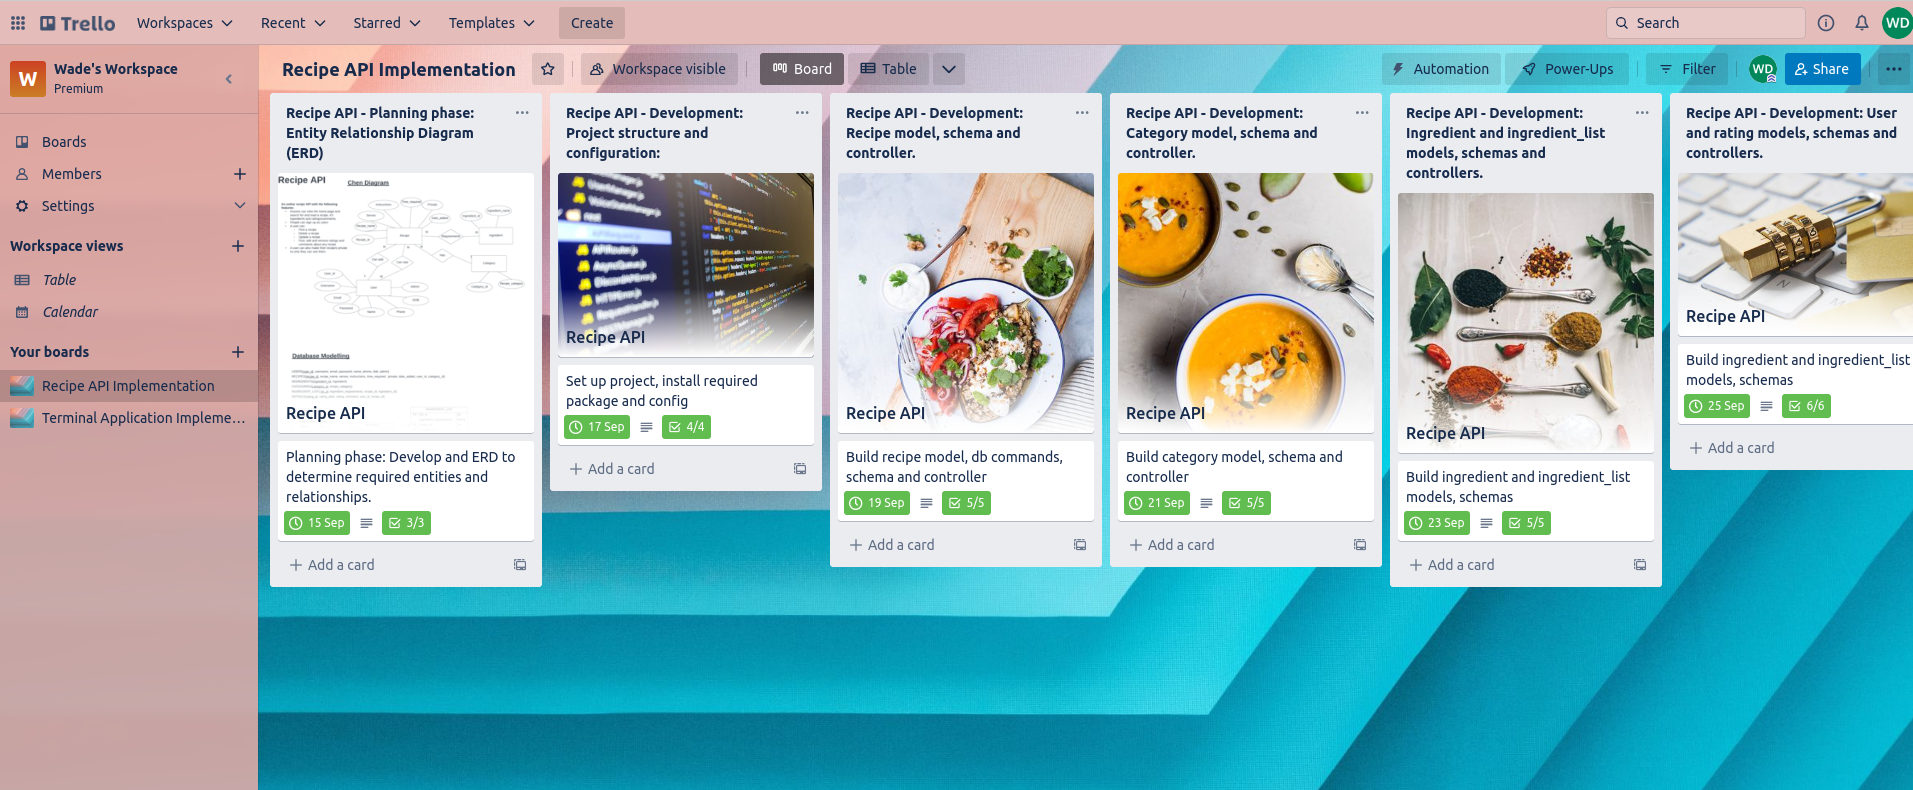 Trello
Workspaces
Recent
Starred
Templates
Create
Search
WD
W
Wade's Workspace
Premium
Boards
Members
Settings
Workspace views
Table
Calendar
Your boards
Recipe API Implementation
Terminal Application Impleme...
Recipe API Implementation
Workspace visible
Board
Table
Automation
Power-Ups
Filter
WD
Share
Recipe API - Planning phase:
Entity Relationship Diagram
(ERD)
Recipe API
Chen Diagram
Database Modelling
Recipe API
Planning phase: Develop and ERD to
determine required entities and
relationships.
15 Sep
3/3
Add a card
Recipe API - Development:
Project structure and
configuration:
Recipe API
Set up project, install required
package and config
17 Sep
4/4
Add a card
Recipe API - Development:
Recipe model, schema and
controller.
Recipe API
Build recipe model, db commands,
schema and controller
19 Sep
5/5
Add a card
Recipe API - Development:
Category model, schema and
controller.
Recipe API
Build category model, schema and
controller
21 Sep
5/5
Add a card
Recipe API - Development:
Ingredient and ingredient_list
models, schemas and
controllers.
Recipe API
Build ingredient and ingredient_list
models, schemas
23 Sep
5/5
Add a card
Recipe API - Development: User
and rating models, schemas and
controllers.
Recipe API
Build ingredient and ingredient_list
models, schemas
25 Sep
6/6
Add a card